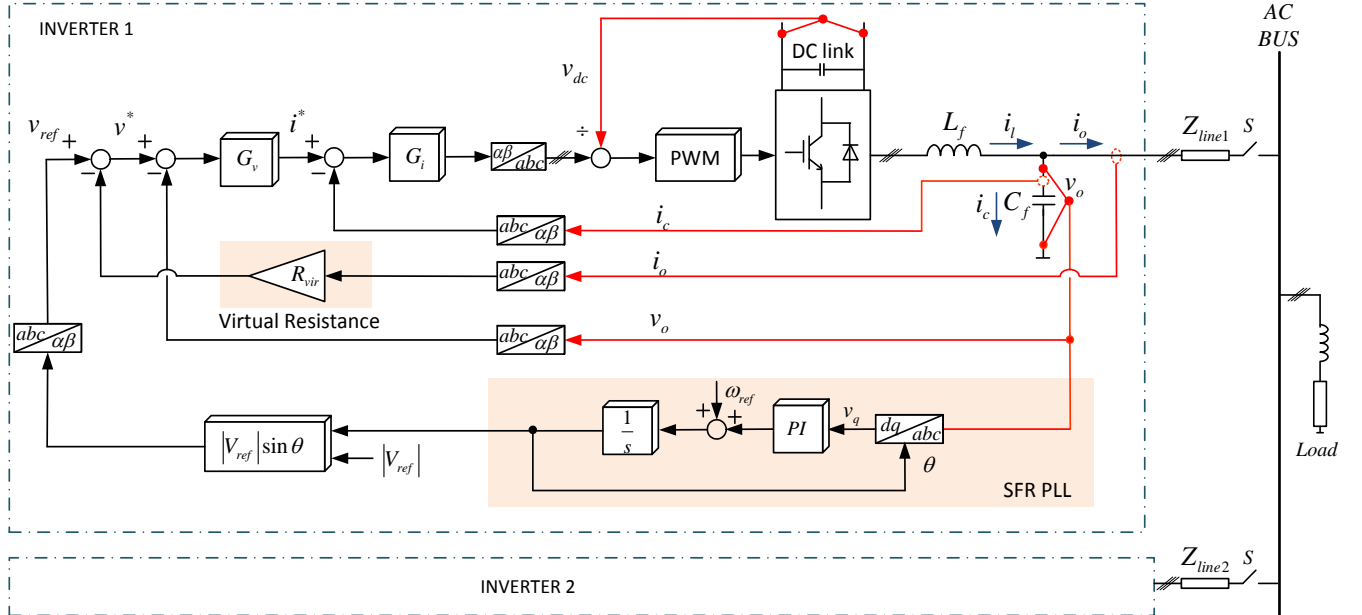 INVERTER 1
AC
BUS
DC link
v_dc
v_ref
+
v^*
+
i^*
+
÷
−
−
−
G_v
G_i
αβ
abc
PWM
L_f
i_l
i_o
Z_line1
S
v_o
i_c
C_f
abc
αβ
i_c
R_vir
abc
αβ
i_o
Virtual Resistance
abc
αβ
abc
αβ
v_o
ω_ref
+
+
1
s
PI
v_q
dq
abc
θ
|V_ref| sin θ
|V_ref|
SFR PLL
Load
INVERTER 2
Z_line2
S